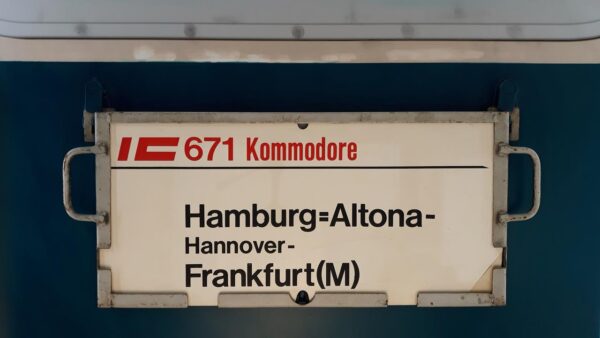 IC 671 Kommodore
Hamburg=Altona-
Hannover-
Frankfurt(M)